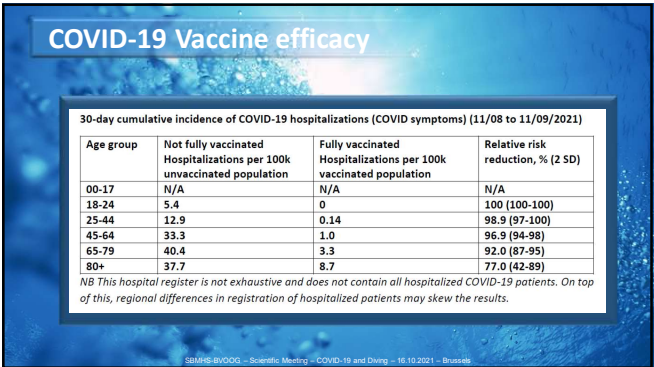 COVID-19 Vaccine efficacy
30-day cumulative incidence of COVID-19 hospitalizations (COVID symptoms) (11/08 to 11/09/2021)
Age group | Not fully vaccinated Hospitalizations per 100k unvaccinated population | Fully vaccinated Hospitalizations per 100k vaccinated population | Relative risk reduction, % (2 SD)
00-17 | N/A | N/A | N/A
18-24 | 5.4 | 0 | 100 (100-100)
25-44 | 12.9 | 0.14 | 98.9 (97-100)
45-64 | 33.3 | 1.0 | 96.9 (94-98)
65-79 | 40.4 | 3.3 | 92.0 (87-95)
80+ | 37.7 | 8.7 | 77.0 (42-89)
NB This hospital register is not exhaustive and does not contain all hospitalized COVID-19 patients. On top
of this, regional differences in registration of hospitalized patients may skew the results.
SBMHS-BVOOG – Scientific Meeting – COVID-19 and Diving – 16.10.2021 – Brussels